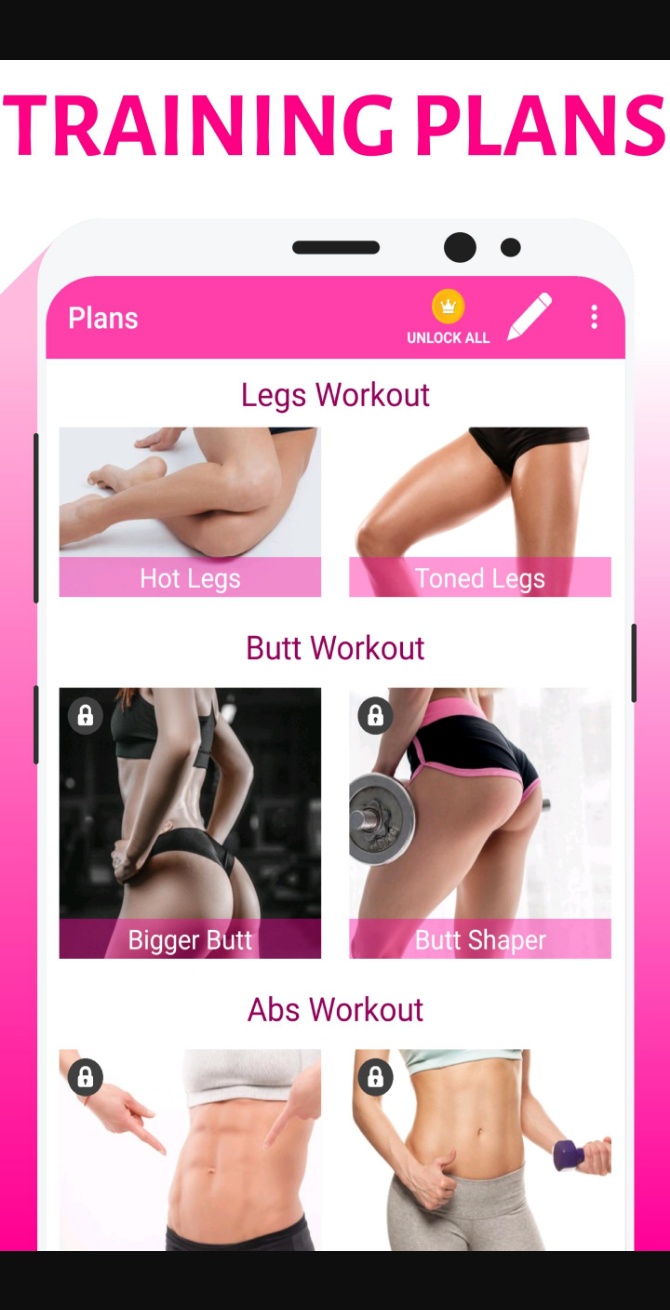 TRAINING PLANS
Plans
UNLOCK ALL
Legs Workout
Hot Legs
Toned Legs
Butt Workout
Bigger Butt
Butt Shaper
Abs Workout